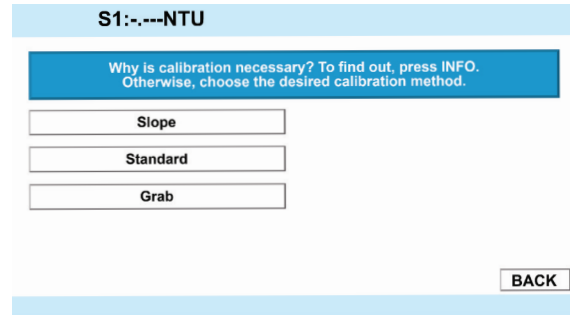 S1:-.---NTU
Why is calibration necessary? To find out, press INFO.
Otherwise, choose the desired calibration method.
Slope
Standard
Grab
BACK